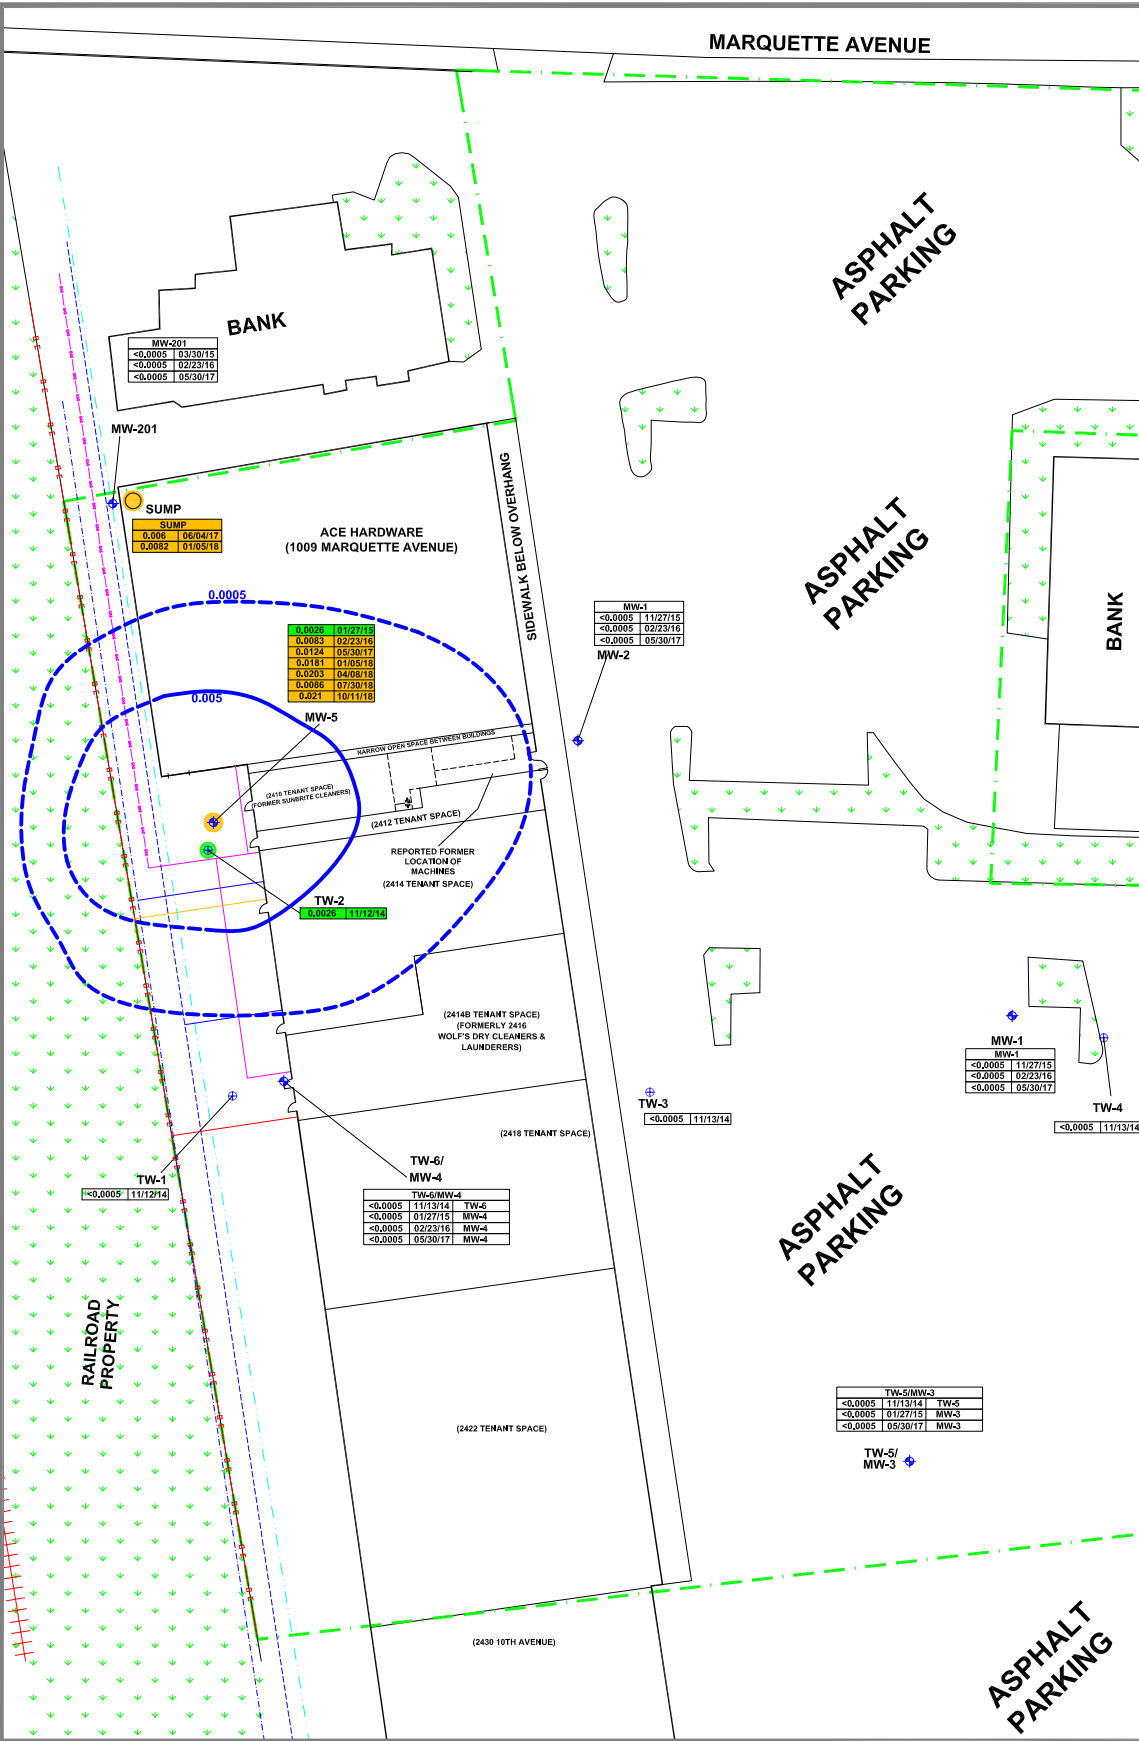 MARQUETTE AVENUE
ASPHALT
PARKING
BANK
MW-201
<0.0005 03/30/15
<0.0005 02/23/16
<0.0005 05/30/17
MW-201
SUMP
SUMP
0.006 06/04/17
0.0082 01/05/18
ACE HARDWARE
(1009 MARQUETTE AVENUE)
SIDEWALK BELOW OVERHANG
ASPHALT
PARKING
BANK
0.0005
0.0026 01/27/15
0.0083 02/23/16
0.0124 05/30/17
0.0181 01/05/18
0.0203 04/08/18
0.0086 07/30/18
0.021 10/11/18
MW-1
<0.0005 11/27/15
<0.0005 02/23/16
<0.0005 05/30/17
MW-2
0.005
MW-5
NARROW OPEN SPACE BETWEEN BUILDINGS
(2410 TENANT SPACE)
(FORMER SUNBRITE CLEANERS)
(2412 TENANT SPACE)
REPORTED FORMER
LOCATION OF
MACHINES
(2414 TENANT SPACE)
TW-2
0.0026 11/12/14
(2414B TENANT SPACE)
(FORMERLY 2416
WOLF'S DRY CLEANERS &
LAUNDERERS)
MW-1
MW-1
<0.0005 11/27/15
<0.0005 02/23/16
<0.0005 05/30/17
TW-3
<0.0005 11/13/14
TW-4
<0.0005 11/13/14
(2418 TENANT SPACE)
TW-1
<0.0005 11/12/14
TW-6/
MW-4
TW-6/MW-4
<0.0005 11/13/14 TW-6
<0.0005 01/27/15 MW-4
<0.0005 02/23/16 MW-4
<0.0005 05/30/17 MW-4
ASPHALT
PARKING
RAILROAD
PROPERTY
(2422 TENANT SPACE)
TW-5/MW-3
<0.0005 11/13/14 TW-5
<0.0005 01/27/15 MW-3
<0.0005 05/30/17 MW-3
TW-5/
MW-3
(2430 10TH AVENUE)
ASPHALT
PARKING